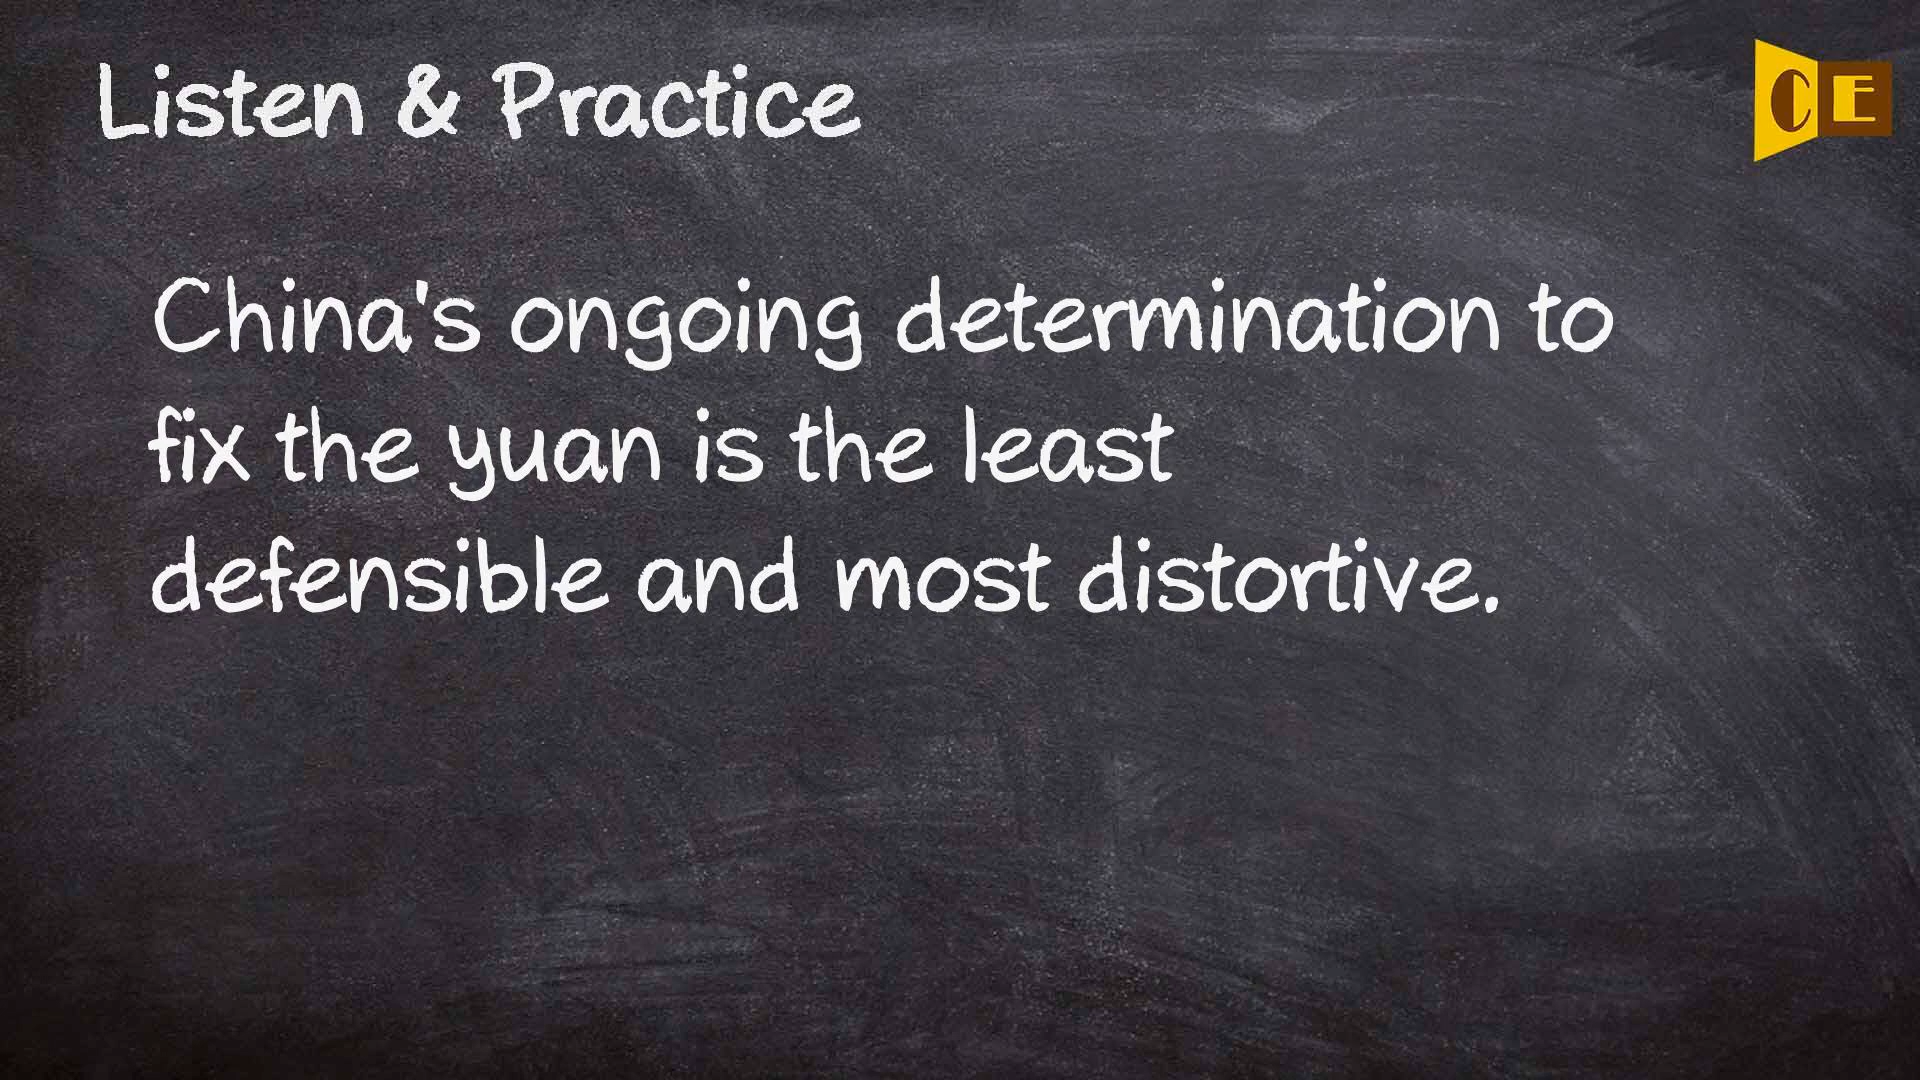 Listen & Practice
CE
China's ongoing determination to
fix the yuan is the least
defensible and most distortive.